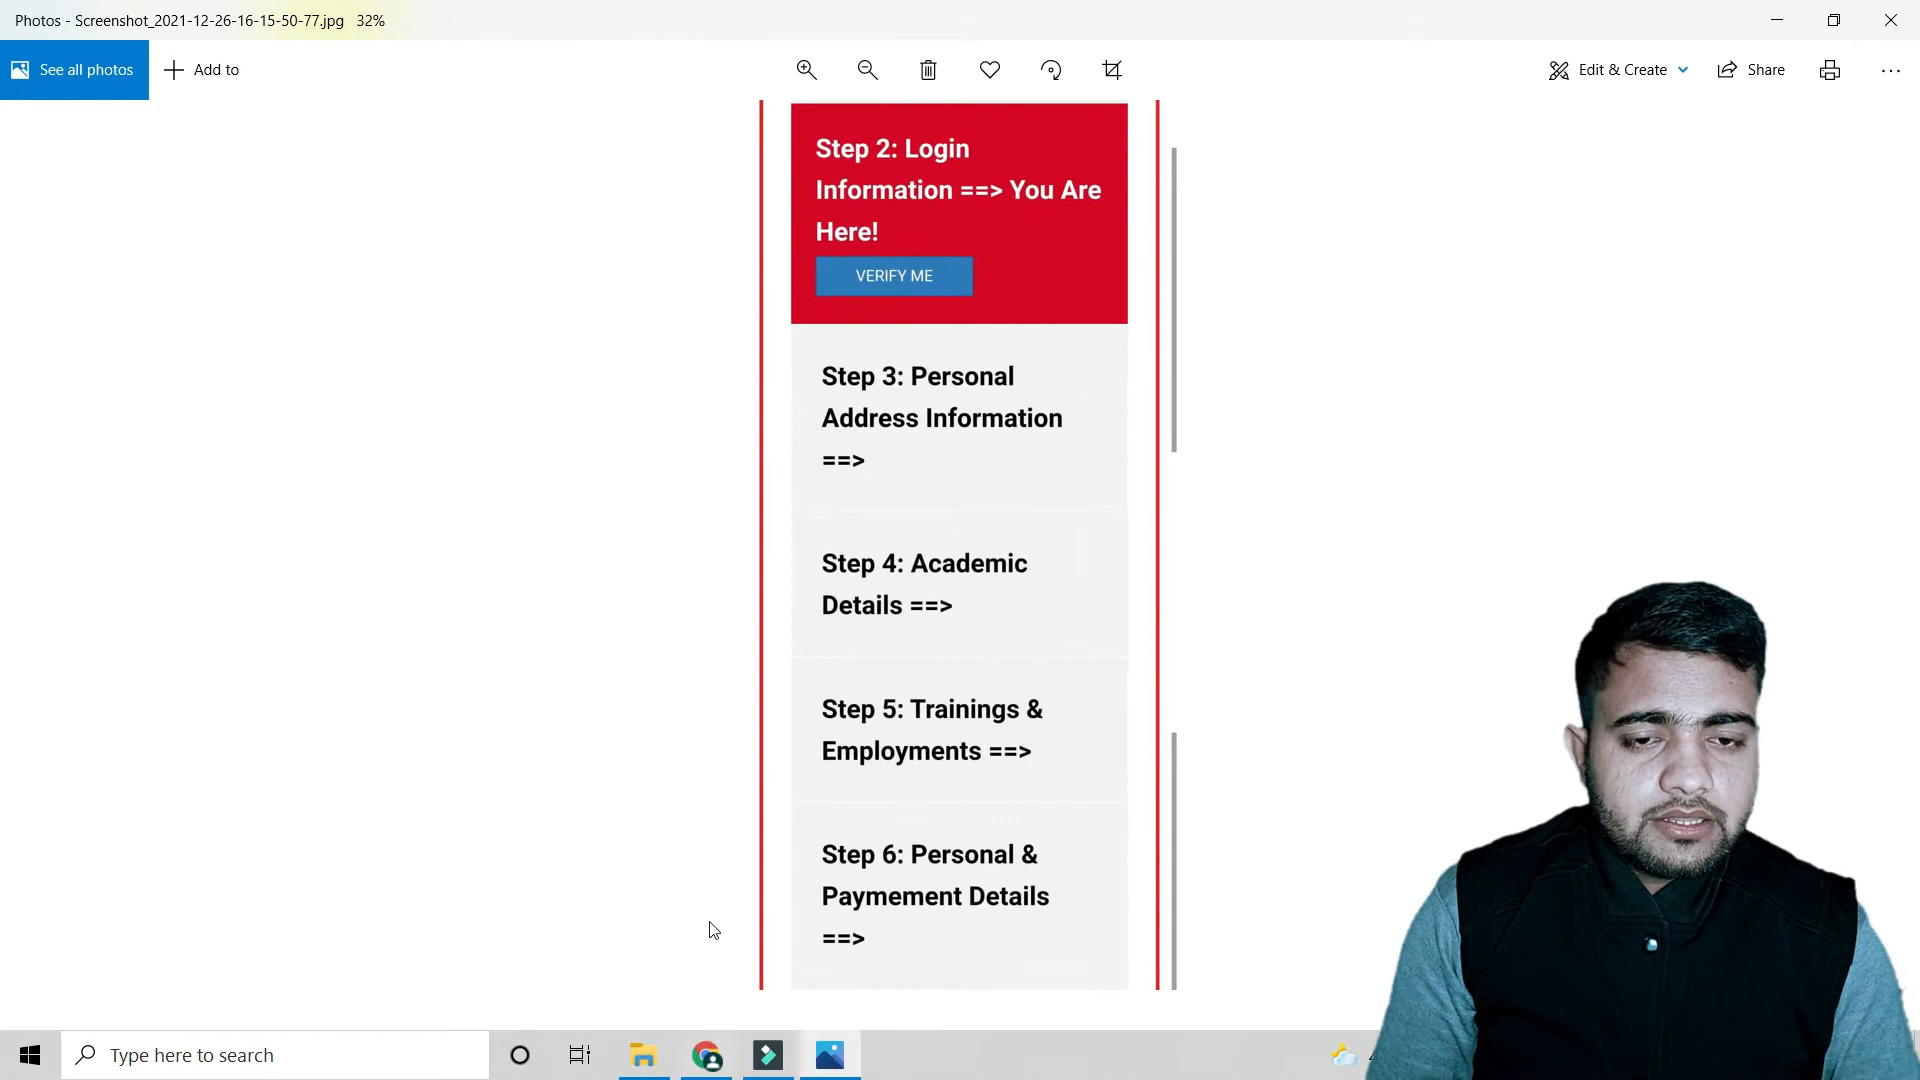 Photos - Screenshot_2021-12-26-16-15-50-77.jpg 32%
See all photos
Add to
Edit & Create
Share
Step 2: Login
Information ==> You Are
Here!
VERIFY ME
Step 3: Personal
Address Information
==>
Step 4: Academic
Details ==>
Step 5: Trainings &
Employments ==>
Step 6: Personal &
Paymement Details
==>
Type here to search